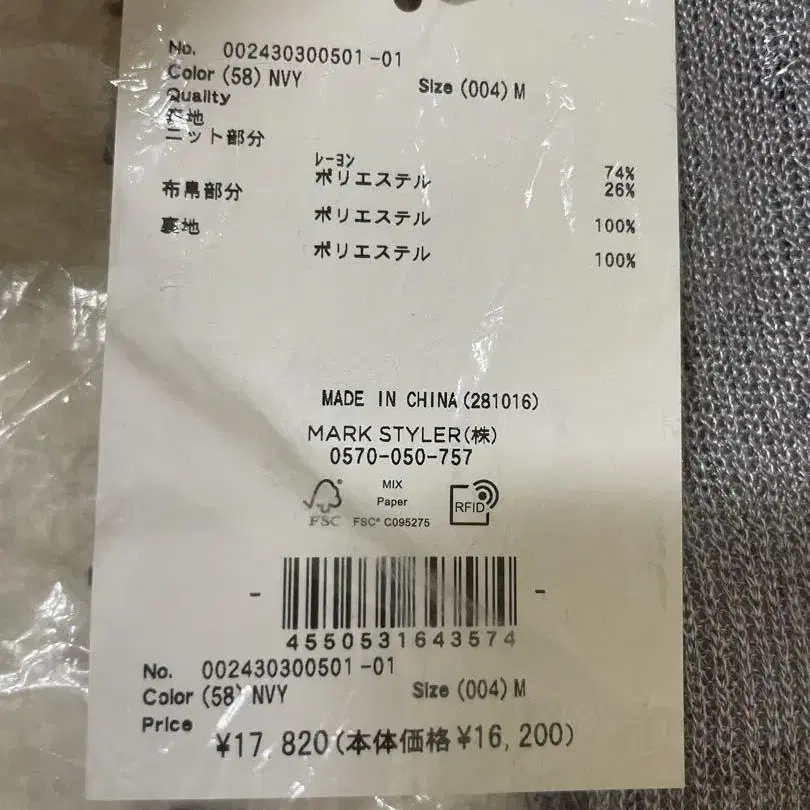 No. 002430300501-01
Color (58) NVY Size (004) M
Quality
表地
ニット部分
レーヨン 74%
ポリエステル 26%
布帛部分
ポリエステル 100%
裏地
ポリエステル 100%
MADE IN CHINA (281016)
MARK STYLER(株)
0570-050-757
MIX
Paper
FSC FSC® C095275
RFID
4550531643574
No. 002430300501-01
Color (58) NVY Size (004) M
Price
¥17,820(本体価格¥16,200)